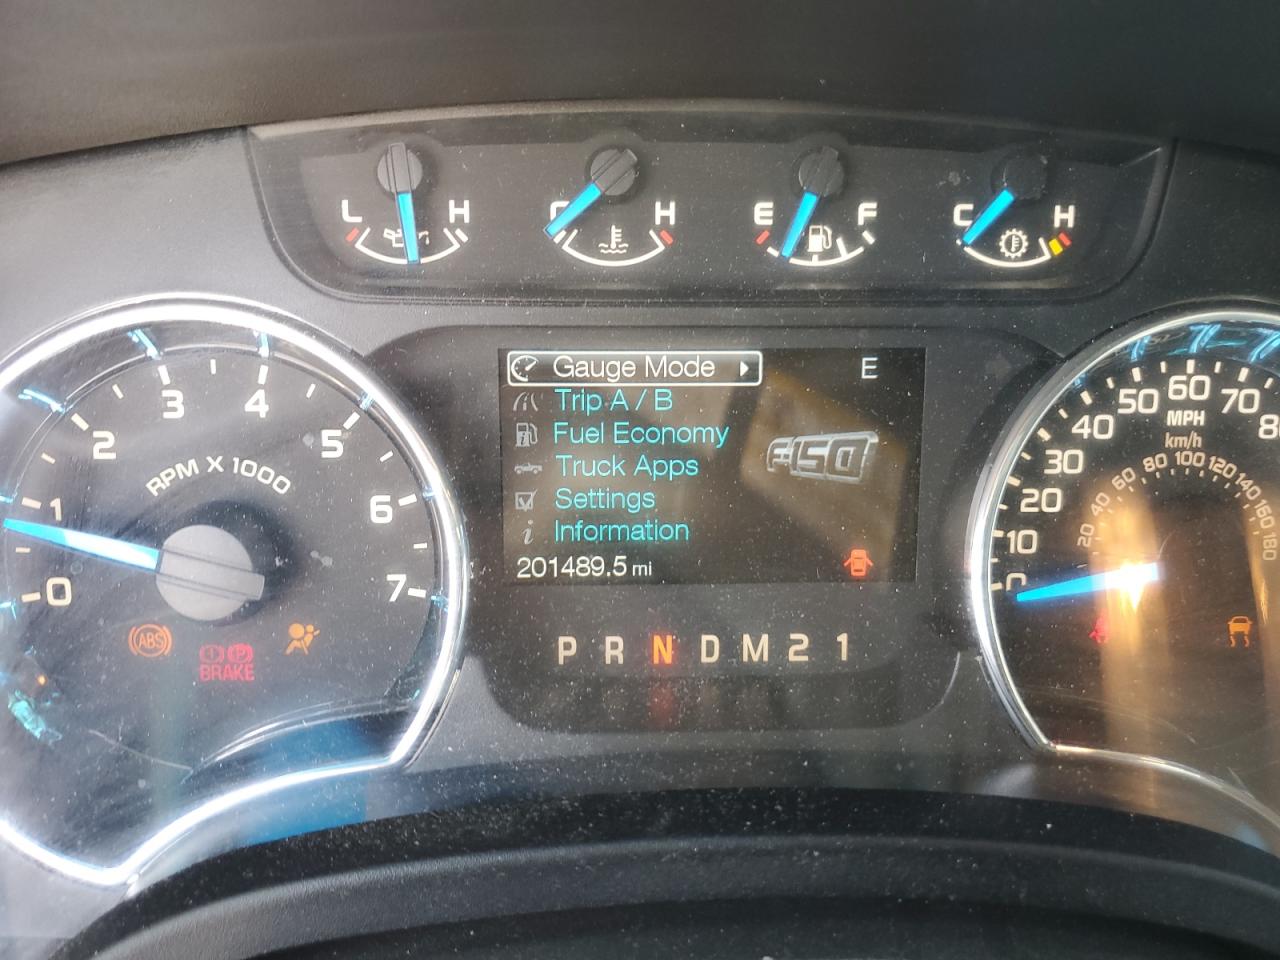 L H
C H
E F
C H
RPM X 1000
0 1 2 3 4 5 6 7
ABS
P
BRAKE
Gauge Mode
E
Trip A / B
Fuel Economy
F-150
Truck Apps
Settings
Information
201489.5 mi
P R N D M 2 1
0 10 20 30 40 50 60 70
MPH
km/h
20 40 60 80 100 120 140 160 180